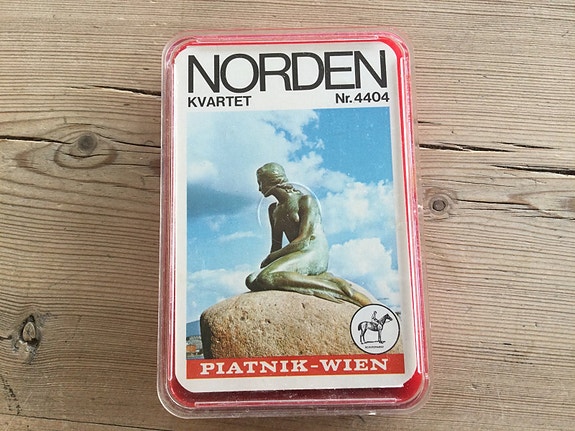 NORDEN
KVARTET Nr. 4404
PIATNIK-WIEN